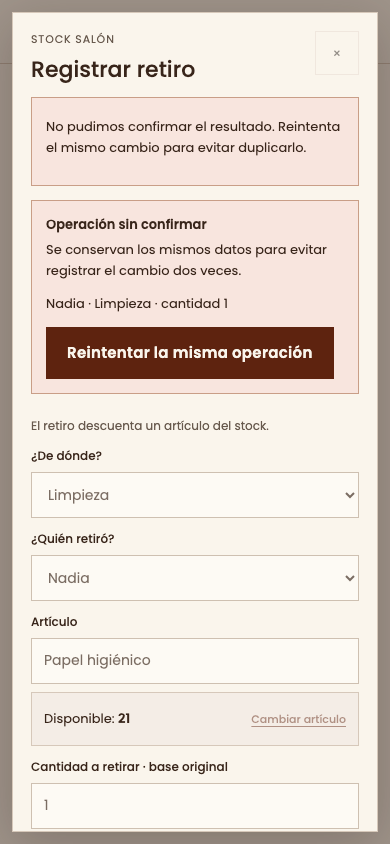 STOCK SALÓN
Registrar retiro
×
No pudimos confirmar el resultado. Reintenta
el mismo cambio para evitar duplicarlo.
Operación sin confirmar
Se conservan los mismos datos para evitar
registrar el cambio dos veces.
Nadia · Limpieza · cantidad 1
Reintentar la misma operación
El retiro descuenta un artículo del stock.
¿De dónde?
Limpieza
¿Quién retiró?
Nadia
Artículo
Papel higiénico
Disponible: 21
Cambiar artículo
Cantidad a retirar · base original
1